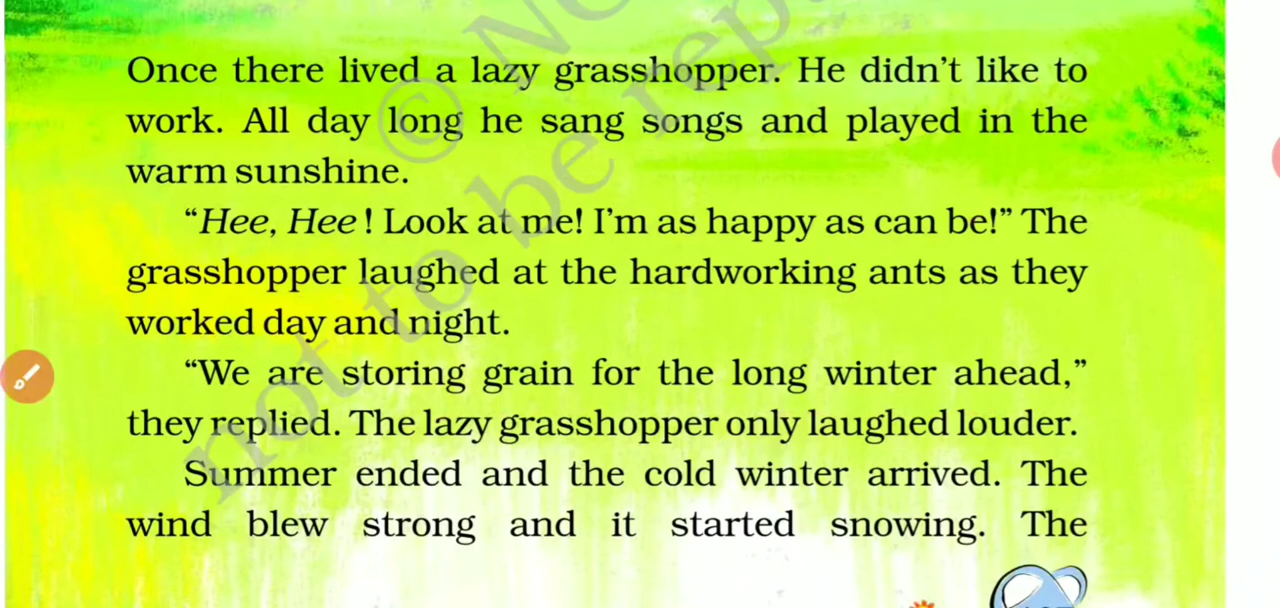 Once there lived a lazy grasshopper. He didn't like to
work. All day long he sang songs and played in the
warm sunshine.
"Hee, Hee! Look at me! I'm as happy as can be!" The
grasshopper laughed at the hardworking ants as they
worked day and night.
"We are storing grain for the long winter ahead,"
they replied. The lazy grasshopper only laughed louder.
Summer ended and the cold winter arrived. The
wind blew strong and it started snowing. The
© 
not to be